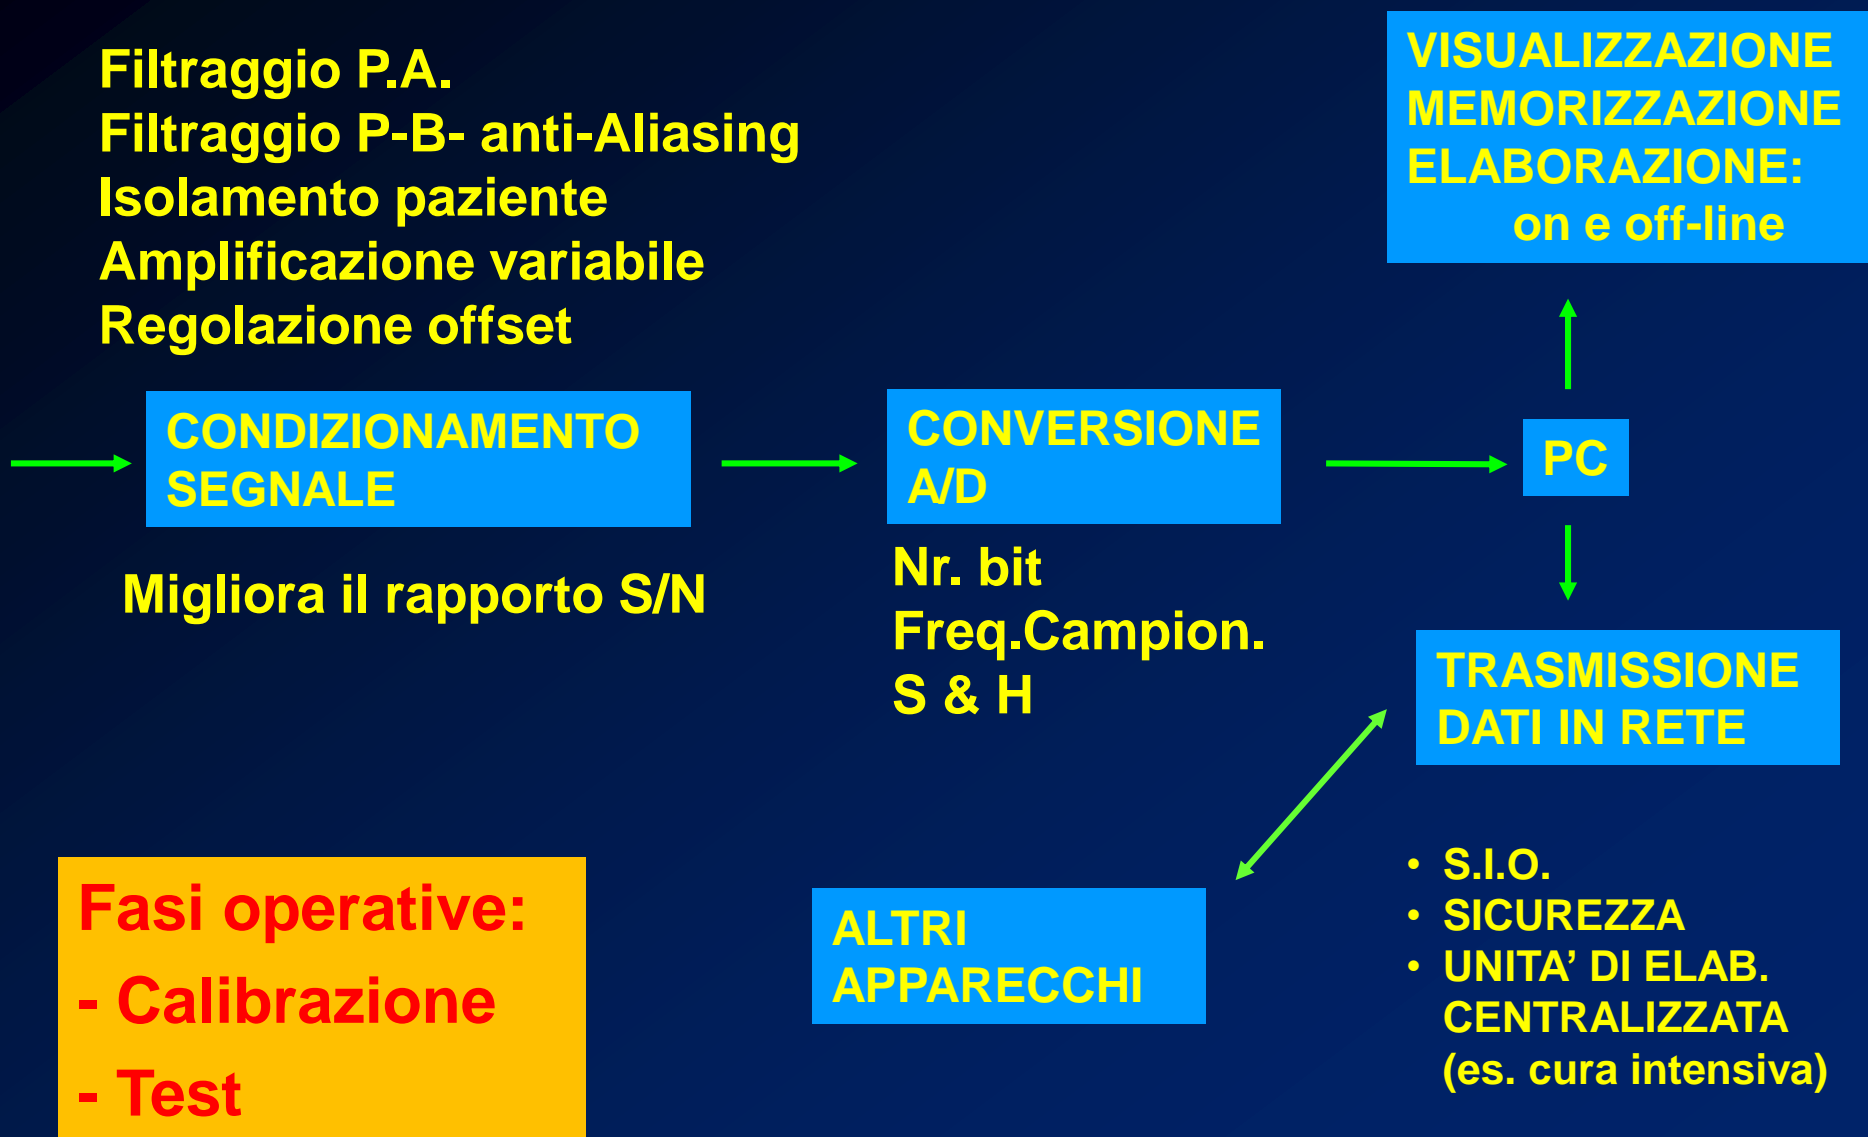 Filtraggio P.A.
Filtraggio P-B- anti-Aliasing
Isolamento paziente
Amplificazione variabile
Regolazione offset
VISUALIZZAZIONE
MEMORIZZAZIONE
ELABORAZIONE:
on e off-line
CONDIZIONAMENTO
SEGNALE
CONVERSIONE
A/D
PC
Migliora il rapporto S/N
Nr. bit
Freq.Campion.
S & H
TRASMISSIONE
DATI IN RETE
Fasi operative:
- Calibrazione
- Test
ALTRI
APPARECCHI
• S.I.O.
• SICUREZZA
• UNITA’ DI ELAB.
CENTRALIZZATA
(es. cura intensiva)